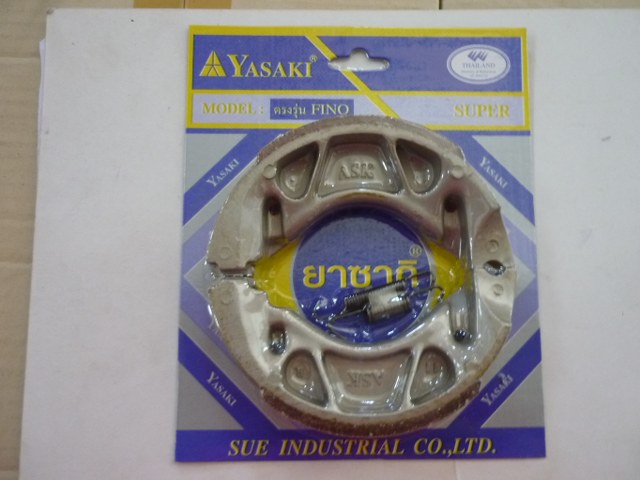 YASAKI®
THAILAND
MODEL : ตรงรุ่น FINO
SUPER
YASAKI
YASAKI
ASK
ยาซากิ®
ASK
YASAKI
YASAKI
SUE INDUSTRIAL CO.,LTD.